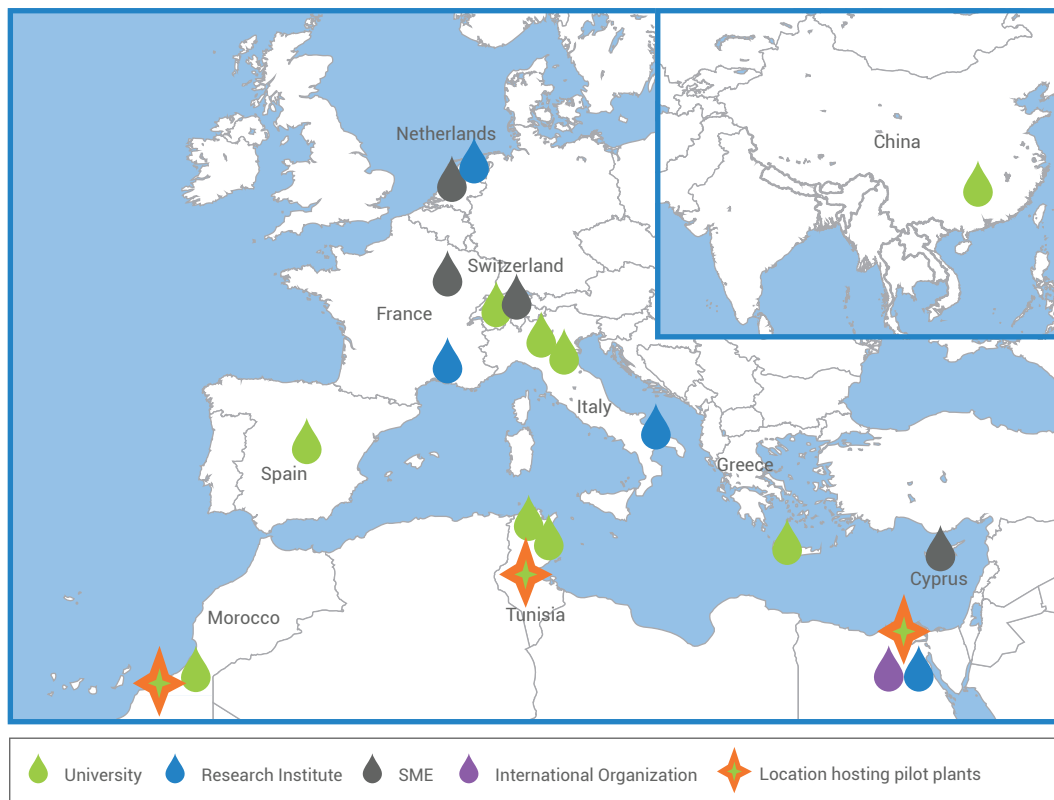 Netherlands
China
Switzerland
France
Italy
Spain
Greece
Cyprus
Tunisia
Morocco
University
Research Institute
SME
International Organization
Location hosting pilot plants